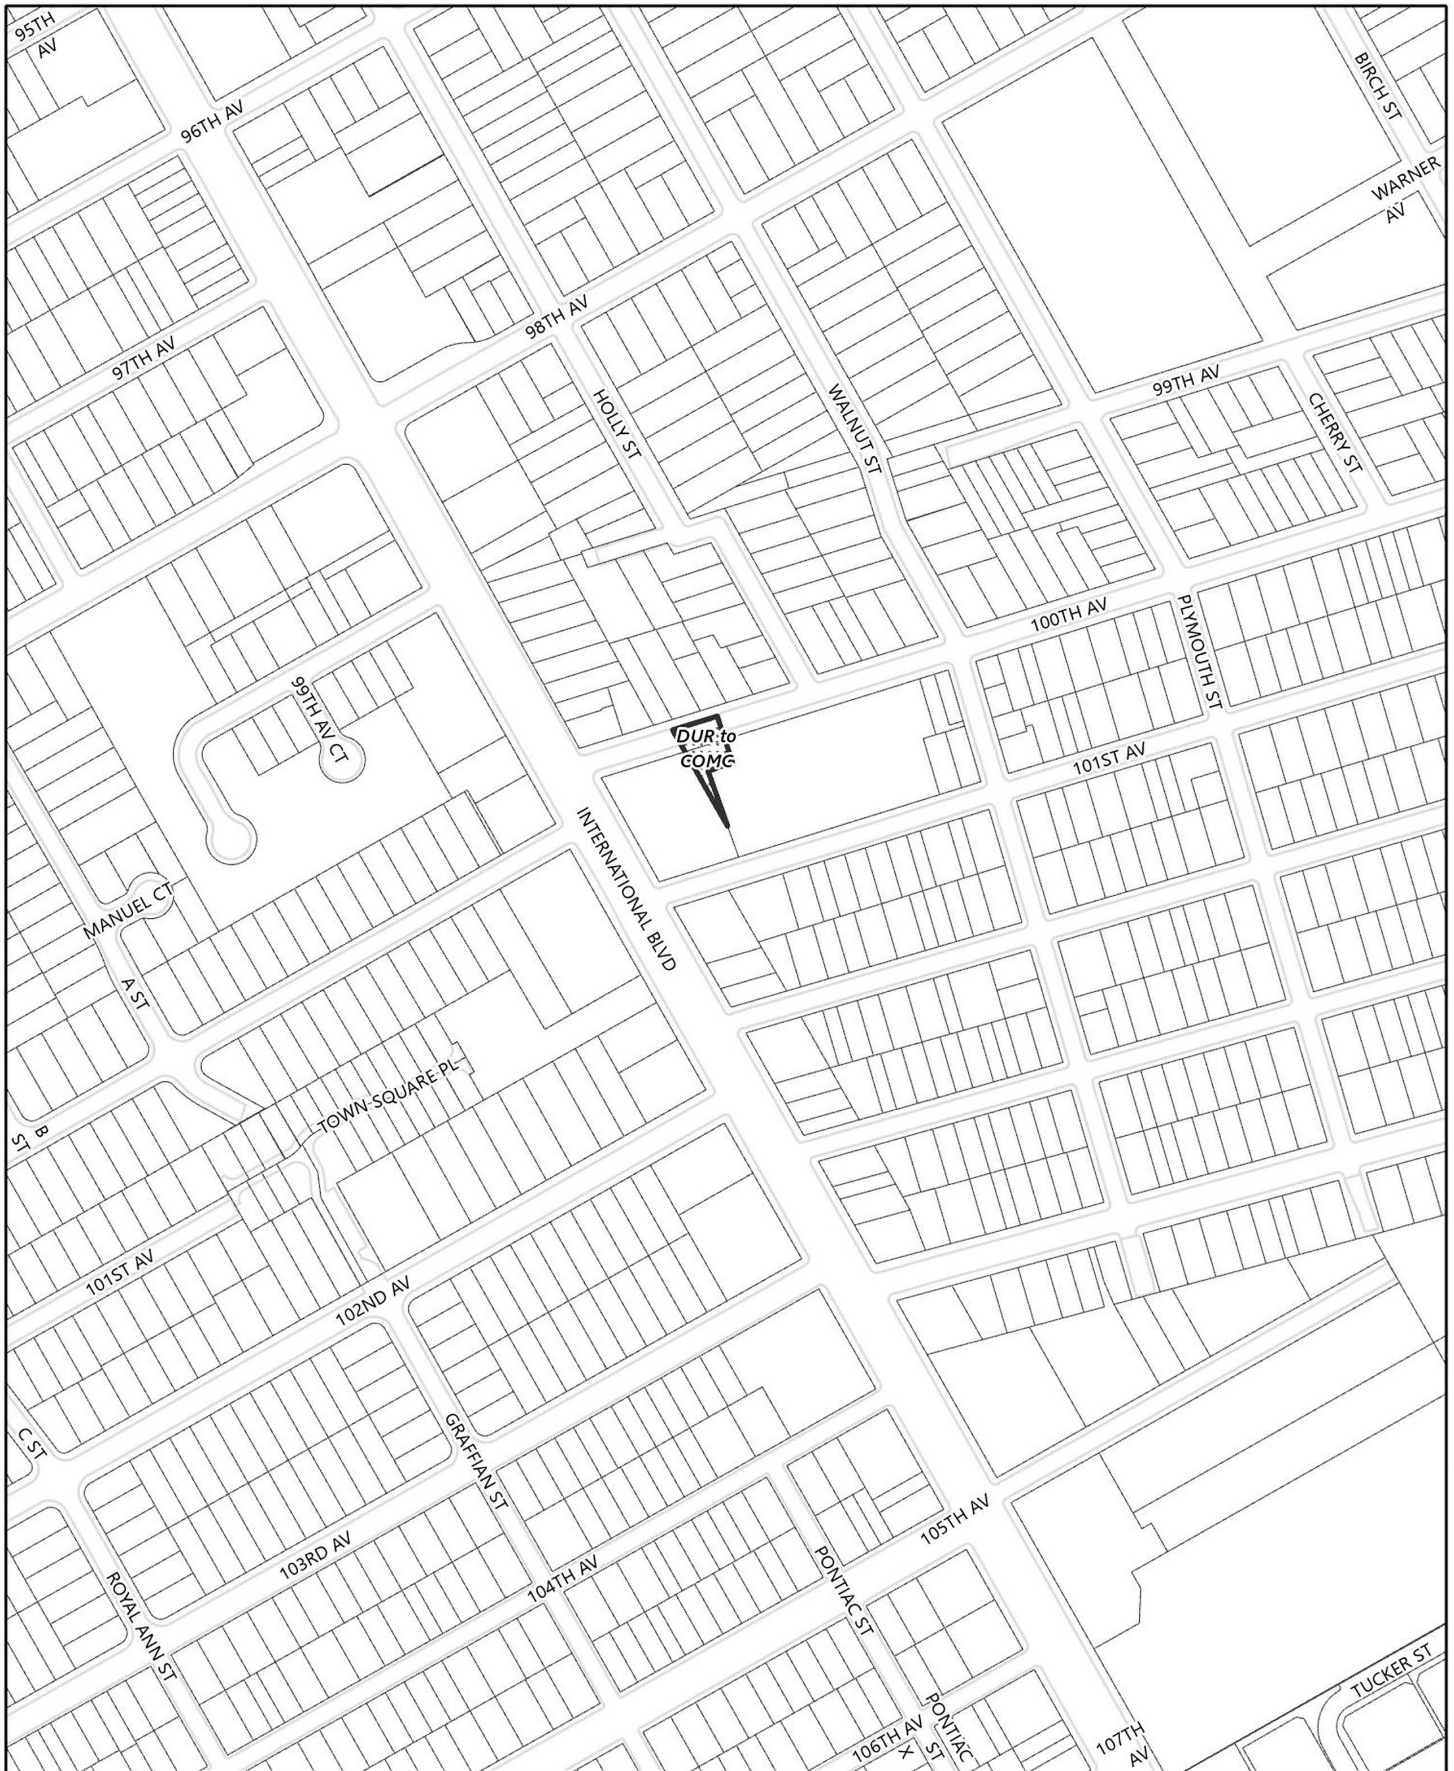 95TH
AV
BIRCH ST
96TH AV
WARNER
AV
98TH AV
97TH AV
99TH AV
HOLLY ST
WALNUT ST
CHERRY ST
100TH AV
PLYMOUTH ST
99TH AV CT
DUR to
COMC
101ST AV
INTERNATIONAL BLVD
MANUEL CT
A ST
TOWN SQUARE PL
B
ST
101ST AV
102ND AV
C ST
GRAFFIAN ST
105TH AV
103RD AV
104TH AV
PONTIAC ST
ROYAL ANN ST
TUCKER ST
106TH AV
X
PONTIAC
ST
107TH
AV